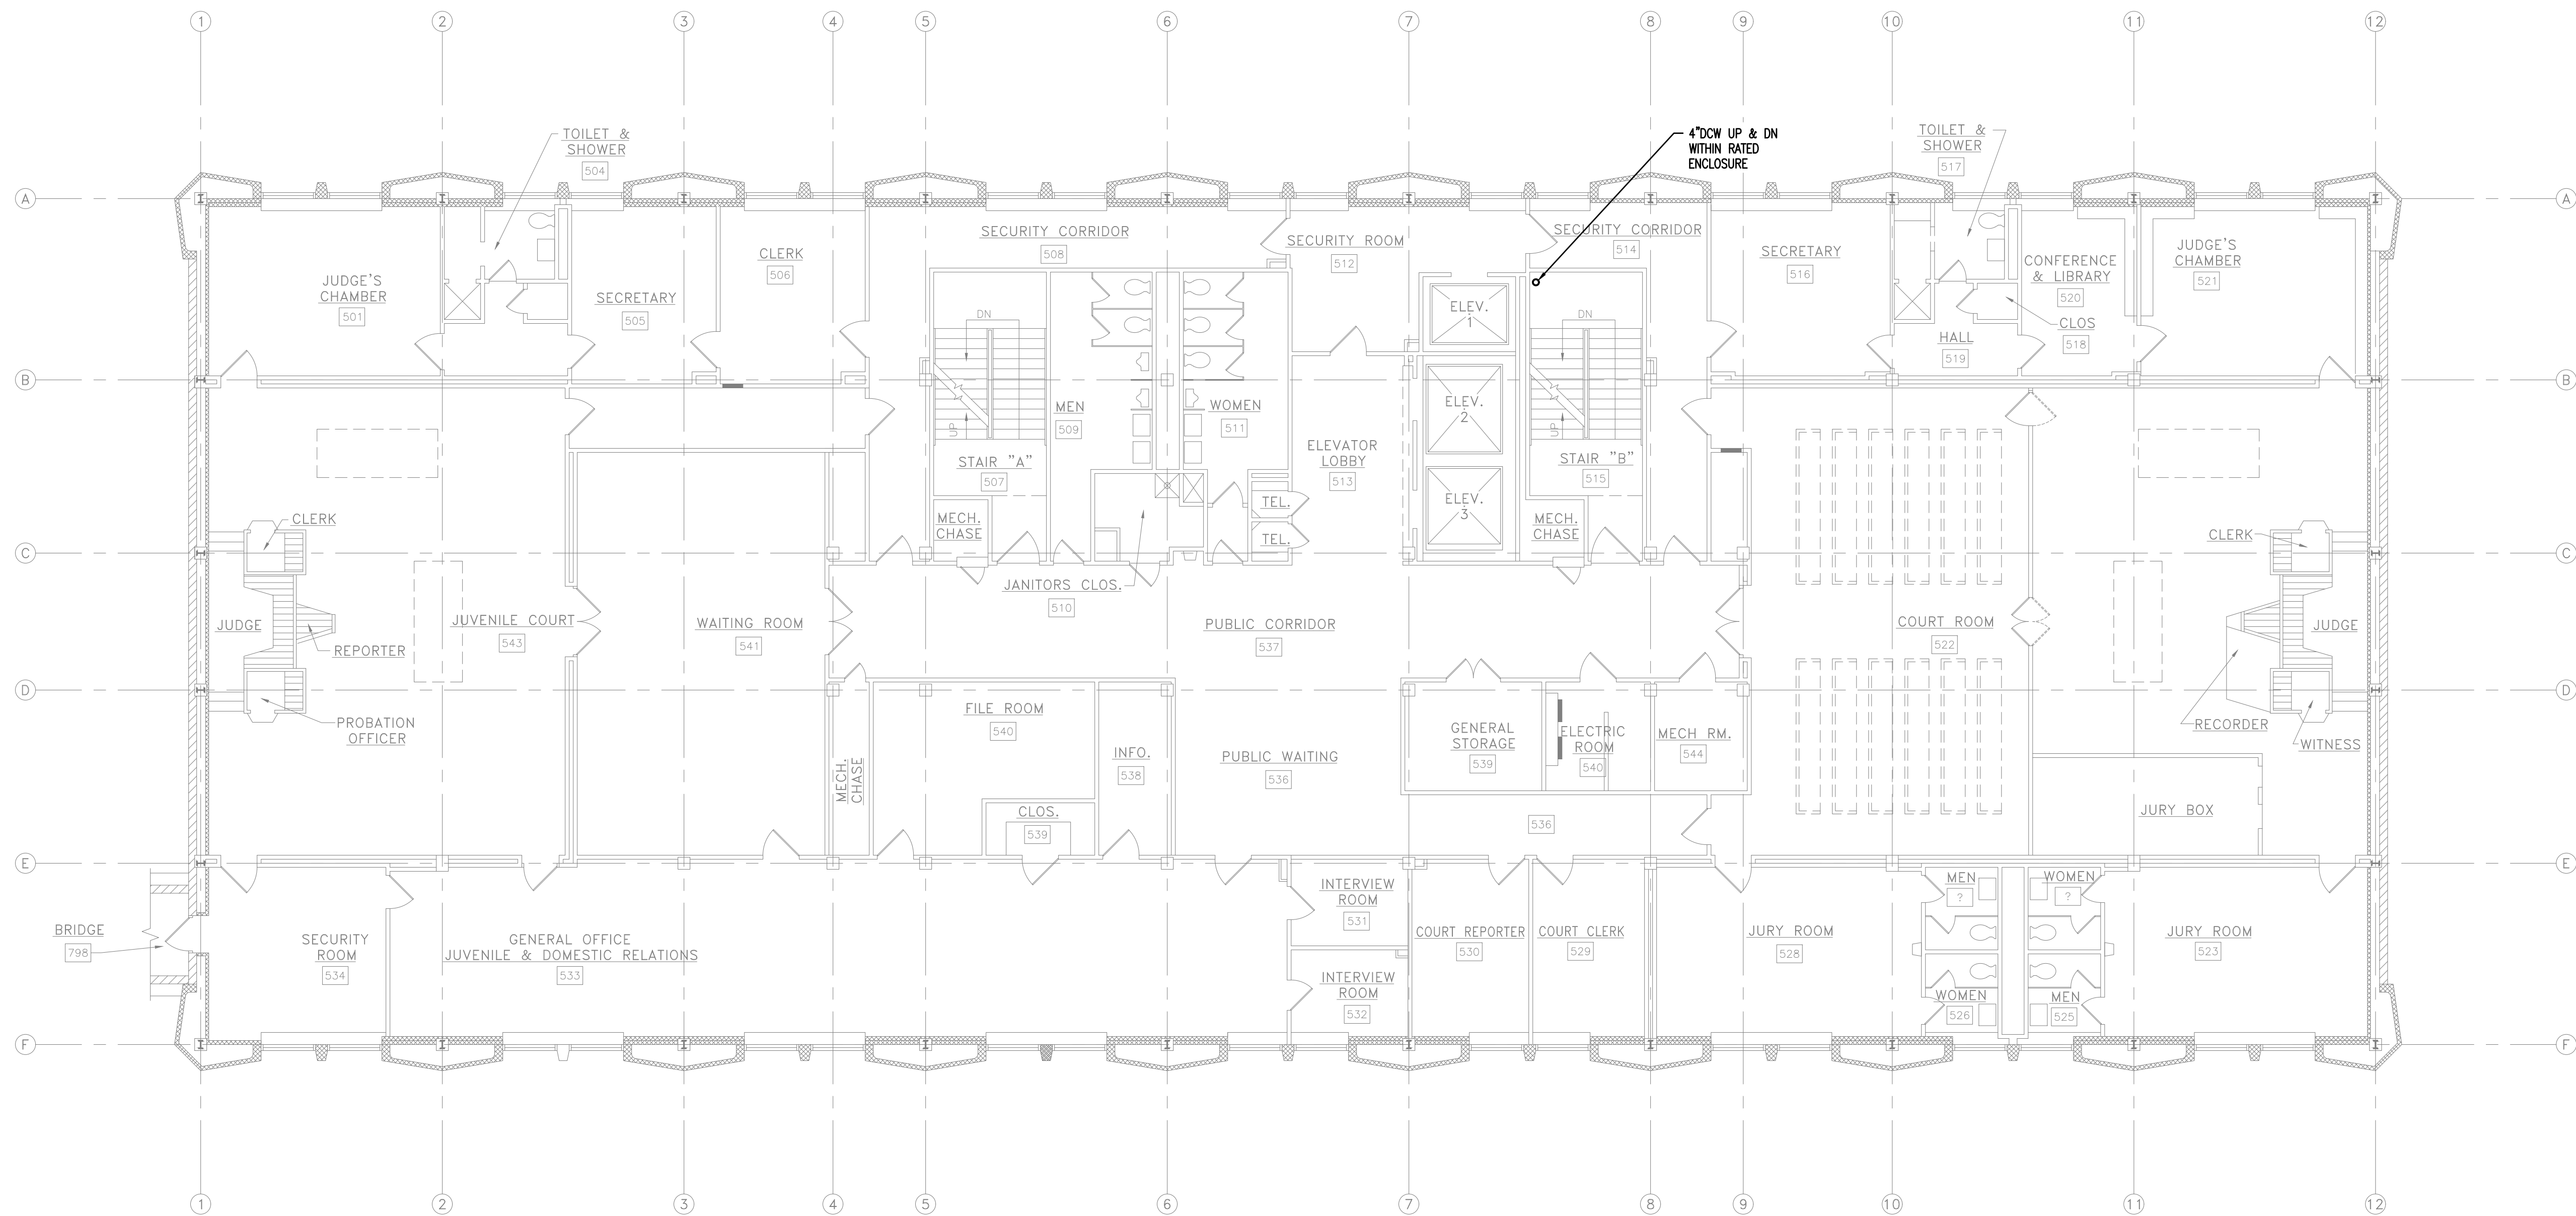 1 2 3 4 5 6 7 8 9 10 11 12
TOILET &
SHOWER
504
4"DCW UP & DN
WITHIN RATED
ENCLOSURE
TOILET &
SHOWER
517
A
A
JUDGE'S
CHAMBER
501
SECRETARY
505
CLERK
506
SECURITY CORRIDOR
508
SECURITY ROOM
512
SECURITY CORRIDOR
514
SECRETARY
516
CONFERENCE
& LIBRARY
520
JUDGE'S
CHAMBER
521
CLOS
518
HALL
519
ELEV.
1
ELEV.
2
ELEV.
3
B
B
DN
UP
MEN
509
WOMEN
511
ELEVATOR
LOBBY
513
DN
UP
STAIR "A"
507
STAIR "B"
515
MECH.
CHASE
TEL.
TEL.
MECH.
CHASE
CLERK
CLERK
C
C
JANITORS CLOS.
510
JUDGE
REPORTER
JUVENILE COURT
543
WAITING ROOM
541
PUBLIC CORRIDOR
537
COURT ROOM
522
JUDGE
D
D
PROBATION
OFFICER
RECORDER
WITNESS
MECH.
CHASE
FILE ROOM
540
INFO.
538
PUBLIC WAITING
536
GENERAL
STORAGE
539
ELECTRIC
ROOM
540
MECH RM.
544
CLOS.
539
536
JURY BOX
E
E
BRIDGE
798
SECURITY
ROOM
534
GENERAL OFFICE
JUVENILE & DOMESTIC RELATIONS
533
INTERVIEW
ROOM
531
INTERVIEW
ROOM
532
COURT REPORTER
530
COURT CLERK
529
JURY ROOM
528
MEN
?
WOMEN
?
WOMEN
526
MEN
525
JURY ROOM
523
F
F
1 2 3 4 5 6 7 8 9 10 11 12